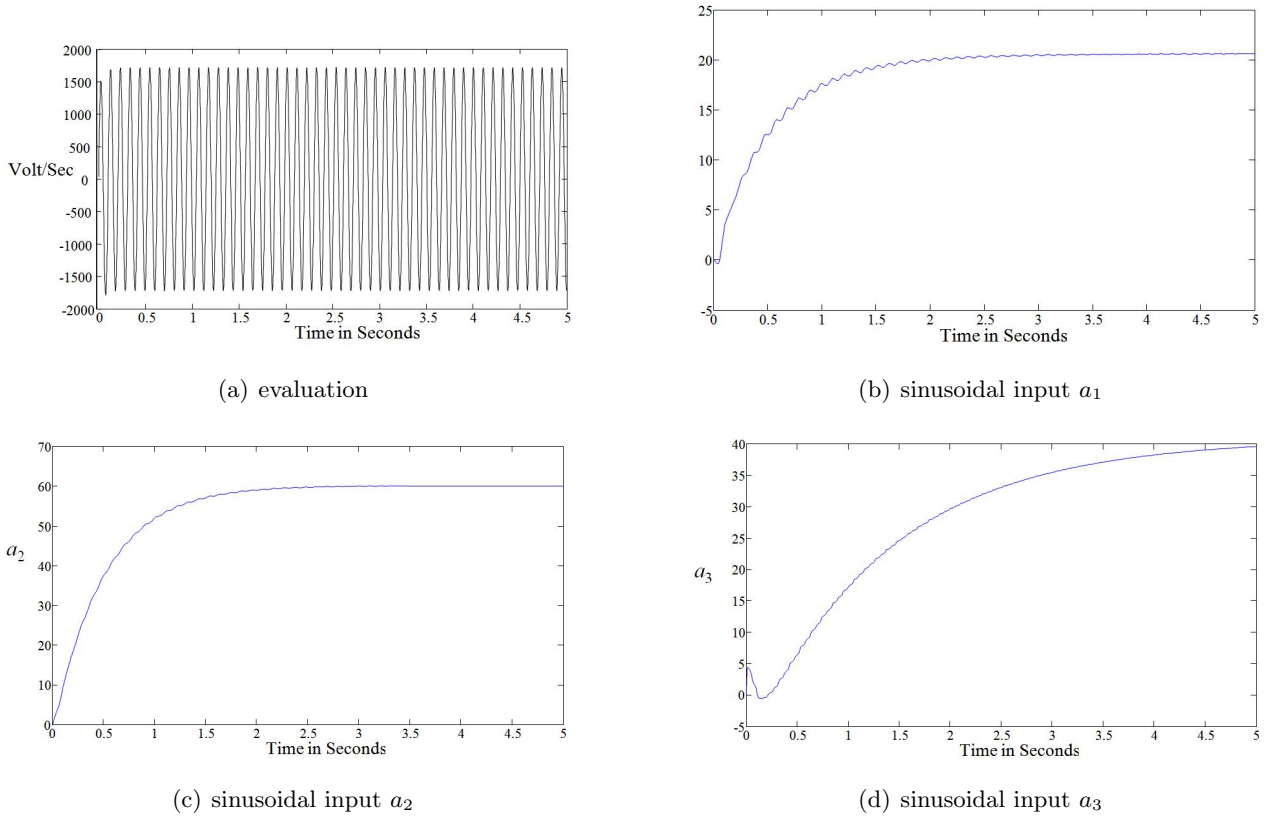 2000
1500
1000
500
0
-500
-1000
-1500
-2000
Volt/Sec
0 0.5 1 1.5 2 2.5 3 3.5 4 4.5 5
Time in Seconds
(a) evaluation
25
20
15
10
5
0
-5
0 0.5 1 1.5 2 2.5 3 3.5 4 4.5 5
Time in Seconds
(b) sinusoidal input a₁
70
60
50
40
30
20
10
0
a₂
0 0.5 1 1.5 2 2.5 3 3.5 4 4.5 5
Time in Seconds
(c) sinusoidal input a₂
40
35
30
25
20
15
10
5
0
-5
a₃
0 0.5 1 1.5 2 2.5 3 3.5 4 4.5 5
Time in Seconds
(d) sinusoidal input a₃